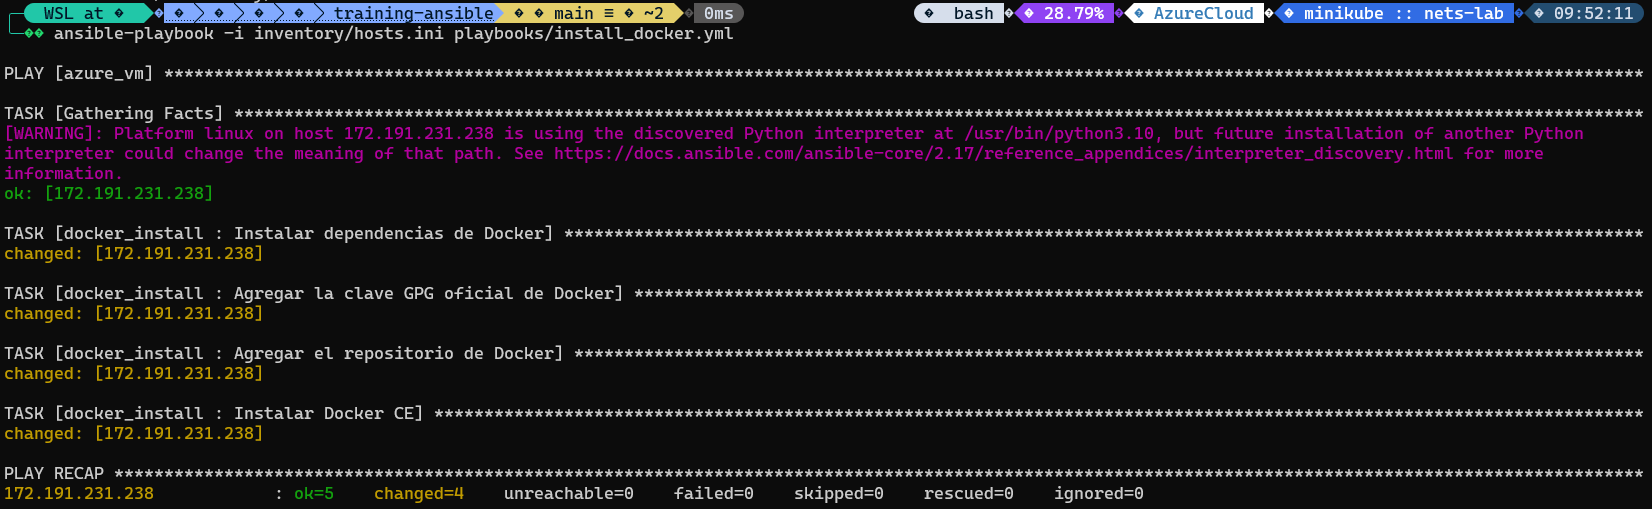 WSL at � � � � � � training-ansible � � main ≡ � ~2 � 0ms � bash � 28.79% � � AzureCloud � � minikube :: nets-lab � � 09:52:11
�� ansible-playbook -i inventory/hosts.ini playbooks/install_docker.yml
PLAY [azure_vm] ****************************************************************************************************************************************************
TASK [Gathering Facts] *********************************************************************************************************************************************
[WARNING]: Platform linux on host 172.191.231.238 is using the discovered Python interpreter at /usr/bin/python3.10, but future installation of another Python
interpreter could change the meaning of that path. See https://docs.ansible.com/ansible-core/2.17/reference_appendices/interpreter_discovery.html for more
information.
ok: [172.191.231.238]
TASK [docker_install : Instalar dependencias de Docker] ************************************************************************************************************
changed: [172.191.231.238]
TASK [docker_install : Agregar la clave GPG oficial de Docker] *****************************************************************************************************
changed: [172.191.231.238]
TASK [docker_install : Agregar el repositorio de Docker] ***********************************************************************************************************
changed: [172.191.231.238]
TASK [docker_install : Instalar Docker CE] *************************************************************************************************************************
changed: [172.191.231.238]
PLAY RECAP *********************************************************************************************************************************************************
172.191.231.238 : ok=5 changed=4 unreachable=0 failed=0 skipped=0 rescued=0 ignored=0